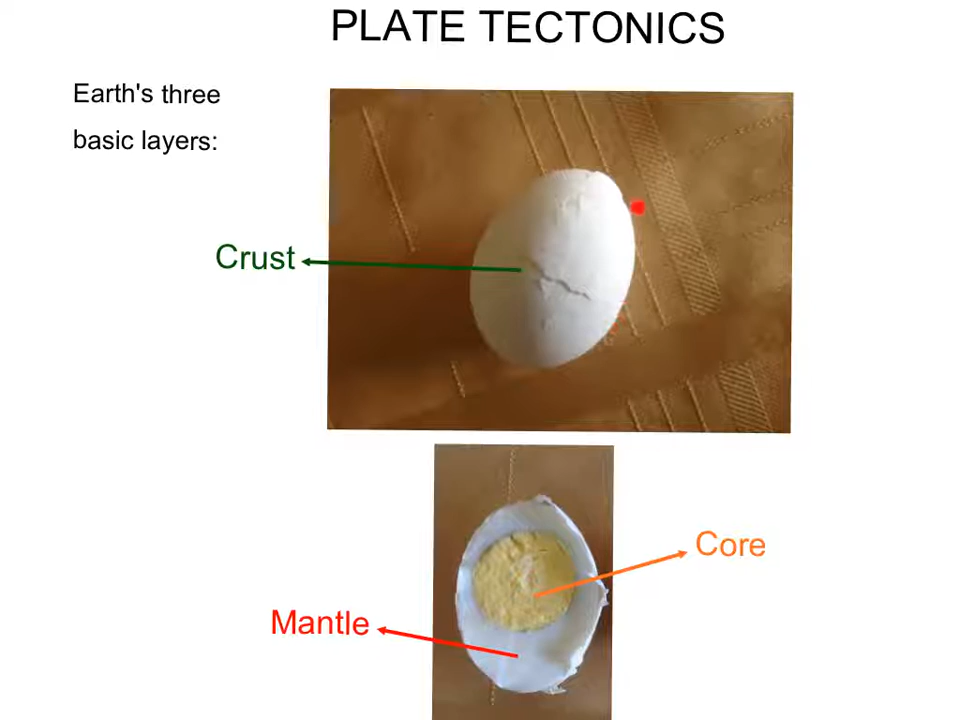 PLATE TECTONICS
Earth's three
basic layers:
Crust
Core
Mantle